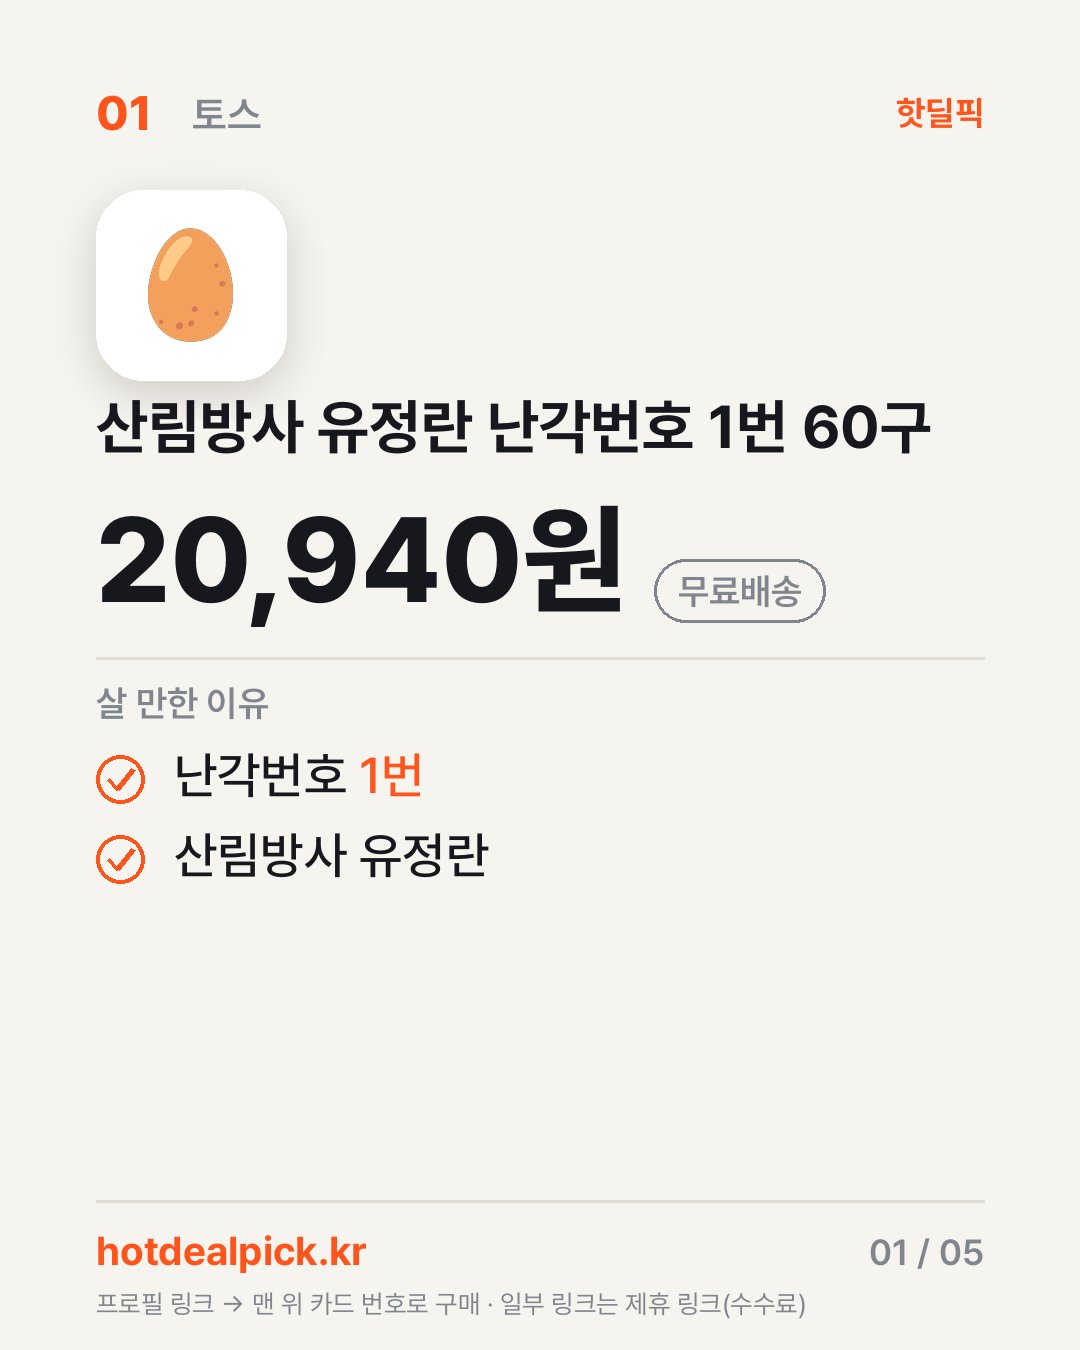 01 토스 핫딜픽
산림방사 유정란 난각번호 1번 60구
20,940원 무료배송
살 만한 이유
난각번호 1번
산림방사 유정란
hotdealpick.kr 01 / 05
프로필 링크 → 맨 위 카드 번호로 구매 · 일부 링크는 제휴 링크(수수료)